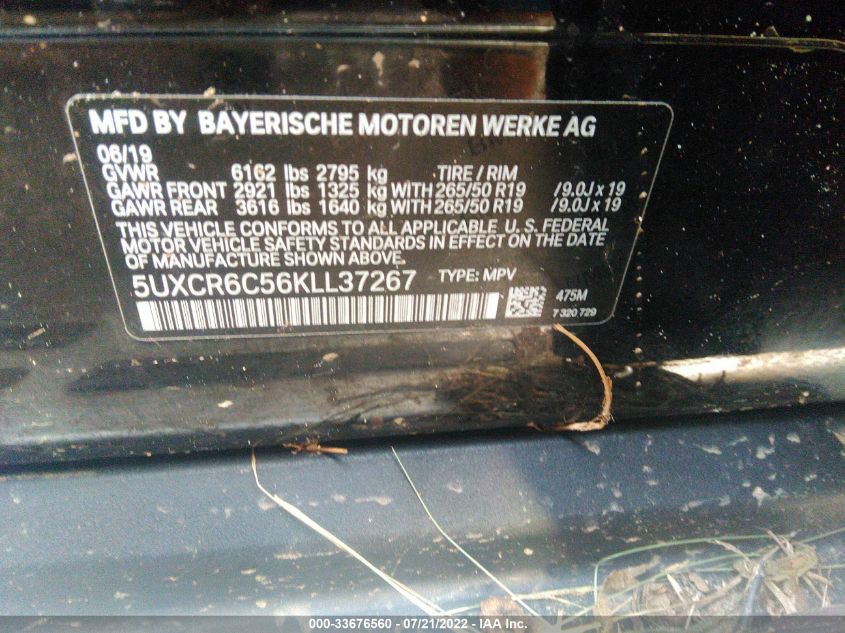 MFD BY BAYERISCHE MOTOREN WERKE AG
06/19
GVWR 6162 lbs 2795 kg TIRE / RIM
GAWR FRONT 2921 lbs 1325 kg WITH 265/50 R19 /9.0J x 19
GAWR REAR 3616 lbs 1640 kg WITH 265/50 R19 /9.0J x 19
THIS VEHICLE CONFORMS TO ALL APPLICABLE U. S. FEDERAL
MOTOR VEHICLE SAFETY STANDARDS IN EFFECT ON THE DATE
OF MANUFACTURE SHOWN ABOVE.
5UXCR6C56KLL37267 TYPE: MPV
475M
7 320 729
000-33676560 - 07/21/2022 - IAA Inc.